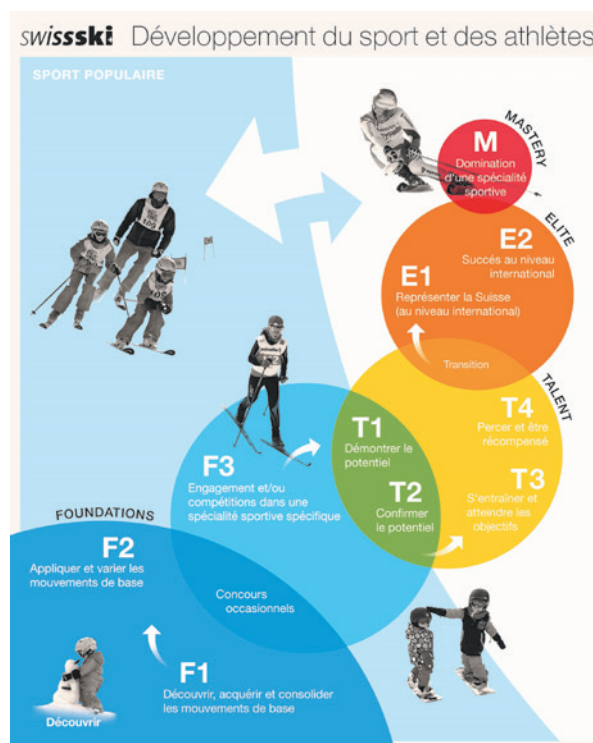 swissski Développement du sport et des athlètes
SPORT POPULAIRE
MASTERY
M
Domination
d'une spécialité
sportive
ELITE
E2
Succés au niveau
international
E1
Représenter la Suisse
(au niveau international)
Transition
TALENT
T4
Percer et être
récompensé
T1
Démontrer le
potentiel
F3
Engagement et/ou
compétitions dans une
spécialité sportive spécifique
T3
S'entraîner et
atteindre les
objectifs
T2
Confirmer
le potentiel
FOUNDATIONS
F2
Appliquer et varier les
mouvements de base
Concours
occasionnels
F1
Découvrir, acquérir et consolider
les mouvements de base
Découvrir